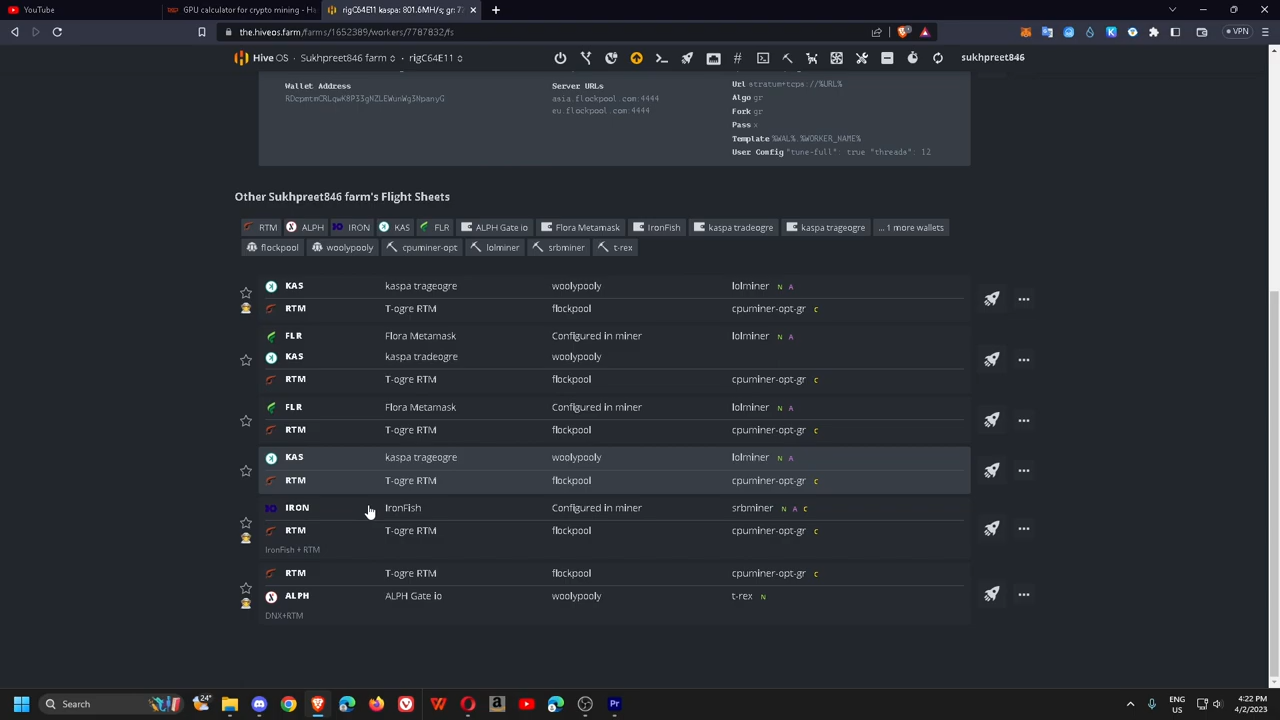 YouTube
GPU calculator for crypto mining - Ha
rigC64E11 kaspa: 801.6MH/s; gr: 7
the.hiveos.farm/farms/1652389/workers/7787832/fs
VPN
Hive OS
Sukhpreet846 farm
rigC64E11
sukhpreet846
Wallet Address
Server URLs
asia.flockpool.com:4444
eu.flockpool.com:4444
Url stratum+tcps://%URL%
Algo gr
Fork gr
Pass x
Template %WAL%.%WORKER_NAME%
User Config "tune-full": true "threads": 12
Other Sukhpreet846 farm's Flight Sheets
RTM ALPH IRON KAS FLR ALPH Gate io Flora Metamask IronFish kaspa tradeogre kaspa trageogre ... 1 more wallets
flockpool woolypooly cpuminer-opt lolminer srbminer t-rex
KAS kaspa trageogre woolypooly lolminer N A
RTM T-ogre RTM flockpool cpuminer-opt-gr C
FLR Flora Metamask Configured in miner lolminer N A
KAS kaspa tradeogre woolypooly
RTM T-ogre RTM flockpool cpuminer-opt-gr C
FLR Flora Metamask Configured in miner lolminer N A
RTM T-ogre RTM flockpool cpuminer-opt-gr C
KAS kaspa trageogre woolypooly lolminer N A
RTM T-ogre RTM flockpool cpuminer-opt-gr C
IRON IronFish Configured in miner srbminer N A C
RTM T-ogre RTM flockpool cpuminer-opt-gr C
IronFish + RTM
RTM T-ogre RTM flockpool cpuminer-opt-gr C
ALPH ALPH Gate io woolypooly t-rex N
DNX+RTM
Search
24°
ENG
US
4:22 PM
4/2/2023